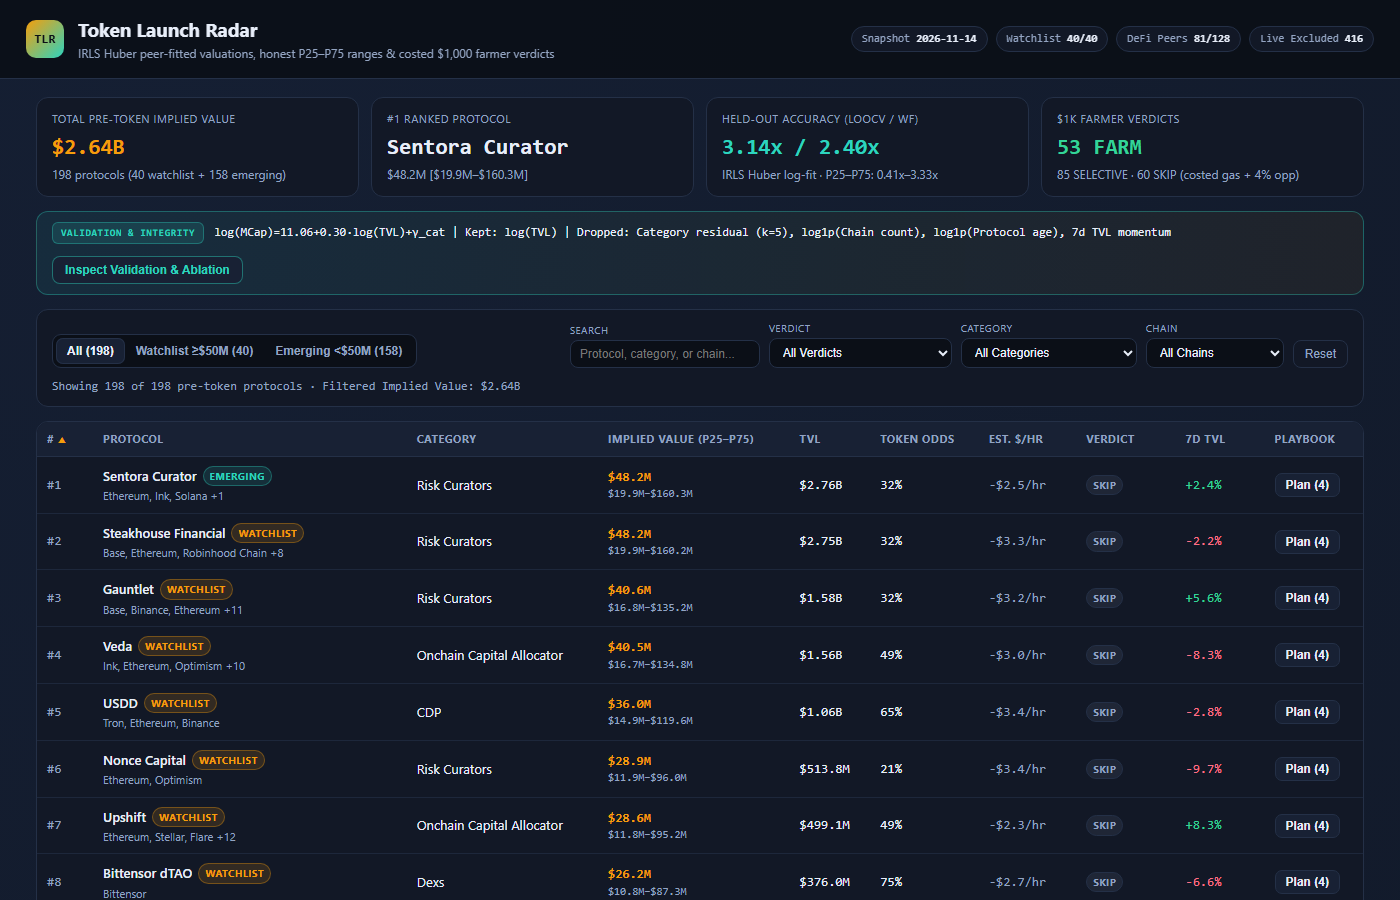 TLR
Token Launch Radar
IRLS Huber peer-fitted valuations, honest P25–P75 ranges & costed $1,000 farmer verdicts
Snapshot 2026-11-14
Watchlist 40/40
DeFi Peers 81/128
Live Excluded 416
TOTAL PRE-TOKEN IMPLIED VALUE
$2.64B
198 protocols (40 watchlist + 158 emerging)
#1 RANKED PROTOCOL
Sentora Curator
$48.2M [$19.9M–$160.3M]
HELD-OUT ACCURACY (LOOCV / WF)
3.14x / 2.40x
IRLS Huber log-fit · P25–P75: 0.41x–3.33x
$1K FARMER VERDICTS
53 FARM
85 SELECTIVE · 60 SKIP (costed gas + 4% opp)
VALIDATION & INTEGRITY
log(MCap)=11.06+0.30·log(TVL)+γ_cat | Kept: log(TVL) | Dropped: Category residual (k=5), log1p(Chain count), log1p(Protocol age), 7d TVL momentum
Inspect Validation & Ablation
All (198)
Watchlist ≥$50M (40)
Emerging <$50M (158)
SEARCH
Protocol, category, or chain...
VERDICT
All Verdicts
CATEGORY
All Categories
CHAIN
All Chains
Reset
Showing 198 of 198 pre-token protocols · Filtered Implied Value: $2.64B
# ▲ PROTOCOL CATEGORY IMPLIED VALUE (P25–P75) TVL TOKEN ODDS EST. $/HR VERDICT 7D TVL PLAYBOOK
#1 Sentora Curator EMERGING Risk Curators $48.2M $2.76B 32% -$2.5/hr SKIP +2.4% Plan (4)
Ethereum, Ink, Solana +1 $19.9M–$160.3M
#2 Steakhouse Financial WATCHLIST Risk Curators $48.2M $2.75B 32% -$3.3/hr SKIP -2.2% Plan (4)
Base, Ethereum, Robinhood Chain +8 $19.9M–$160.2M
#3 Gauntlet WATCHLIST Risk Curators $40.6M $1.58B 32% -$3.2/hr SKIP +5.6% Plan (4)
Base, Binance, Ethereum +11 $16.8M–$135.2M
#4 Veda WATCHLIST Onchain Capital Allocator $40.5M $1.56B 49% -$3.0/hr SKIP -8.3% Plan (4)
Ink, Ethereum, Optimism +10 $16.7M–$134.8M
#5 USDD WATCHLIST CDP $36.0M $1.06B 65% -$3.4/hr SKIP -2.8% Plan (4)
Tron, Ethereum, Binance $14.9M–$119.6M
#6 Nonce Capital WATCHLIST Risk Curators $28.9M $513.8M 21% -$3.4/hr SKIP -9.7% Plan (4)
Ethereum, Optimism $11.9M–$96.0M
#7 Upshift WATCHLIST Onchain Capital Allocator $28.6M $499.1M 49% -$2.3/hr SKIP +8.3% Plan (4)
Ethereum, Stellar, Flare +12 $11.8M–$95.2M
#8 Bittensor dTAO WATCHLIST Dexs $26.2M $376.0M 75% -$2.7/hr SKIP -6.6% Plan (4)
Bittensor $10.8M–$87.3M